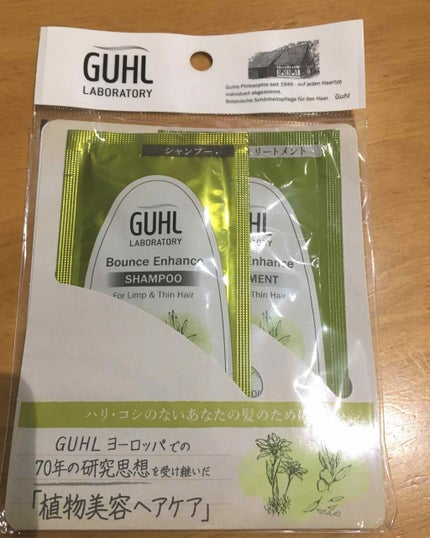 GUHL
LABORATORY
Guhls Philosophie seit 1946 - auf jeden Haartyp
individuell abgestimmt.
Botanische Schönheitspflege für das Haar. Guhl
シャンプー
リートメント
GUHL
LABORATORY
Bounce Enhance
SHAMPOO
For Limp & Thin Hair
UHL
ORATORY
nhance
MENT
Thin Hair
ハリ・コシのないあなたの髪のため
GUHL ヨーロッパでの
70年の研究思想を受け継いだ
「植物美容ヘアケア」